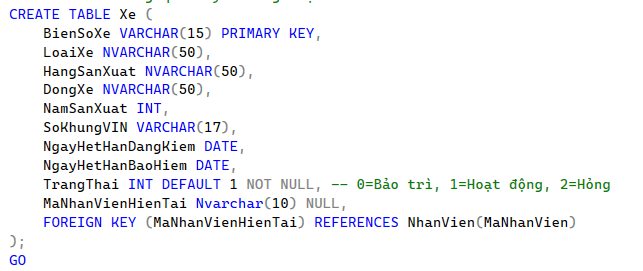 CREATE TABLE Xe (
    BienSoXe VARCHAR(15) PRIMARY KEY,
    LoaiXe NVARCHAR(50),
    HangSanXuat NVARCHAR(50),
    DongXe NVARCHAR(50),
    NamSanXuat INT,
    SoKhungVIN VARCHAR(17),
    NgayHetHanDangKiem DATE,
    NgayHetHanBaoHiem DATE,
    TrangThai INT DEFAULT 1 NOT NULL, -- 0=Bảo trì, 1=Hoạt động, 2=Hỏng
    MaNhanVienHienTai Nvarchar(10) NULL,
    FOREIGN KEY (MaNhanVienHienTai) REFERENCES NhanVien(MaNhanVien)
);
GO